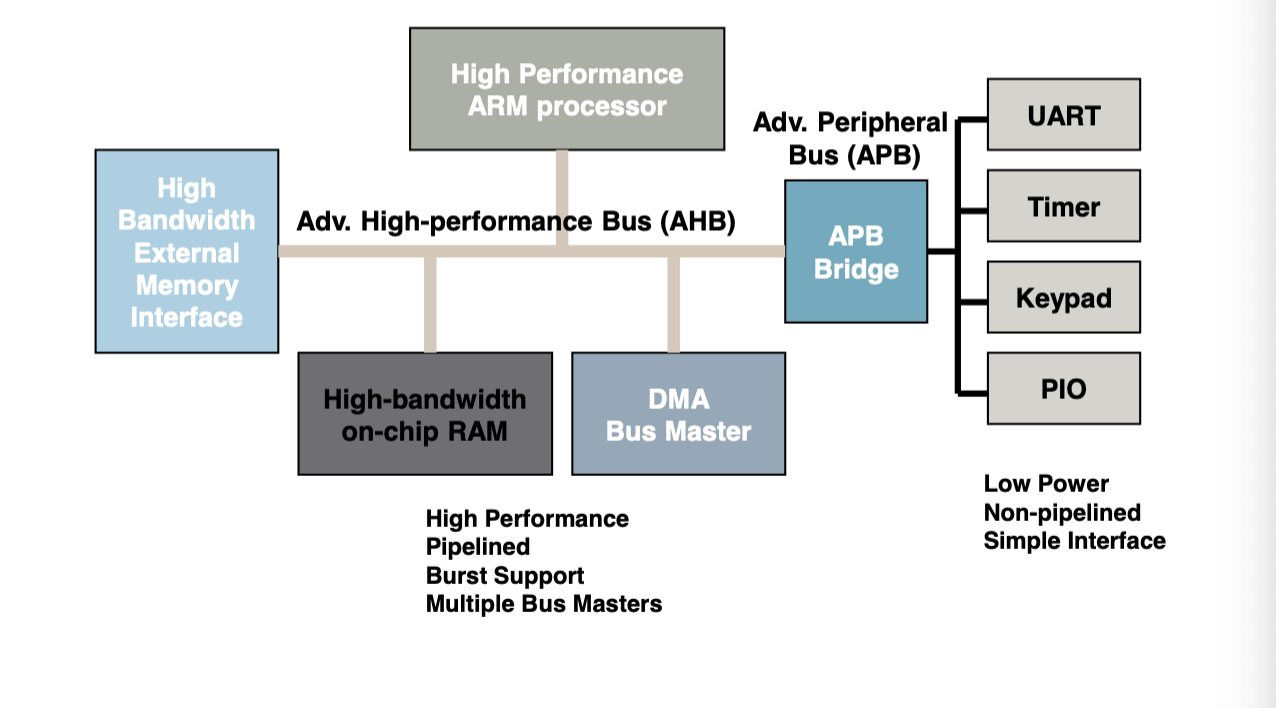 High Performance
ARM processor
Adv. Peripheral
Bus (APB)
UART
High
Bandwidth
External
Memory
Interface
Adv. High-performance Bus (AHB)
APB
Bridge
Timer
Keypad
PIO
High-bandwidth
on-chip RAM
DMA
Bus Master
High Performance
Pipelined
Burst Support
Multiple Bus Masters
Low Power
Non-pipelined
Simple Interface